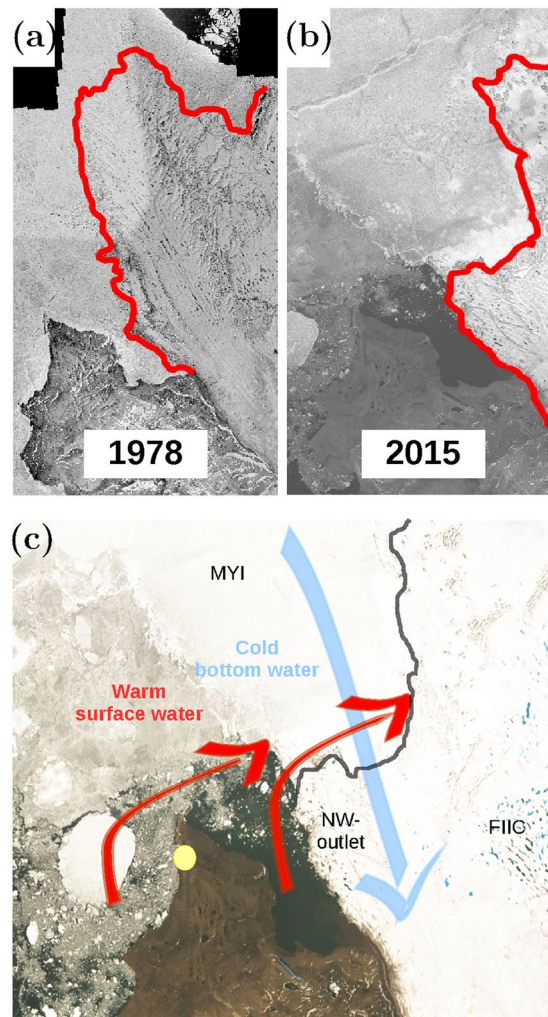 (a)
(b)
1978
2015
(c)
MYI
Cold
bottom water
Warm
surface water
NW-
outlet
FIIC